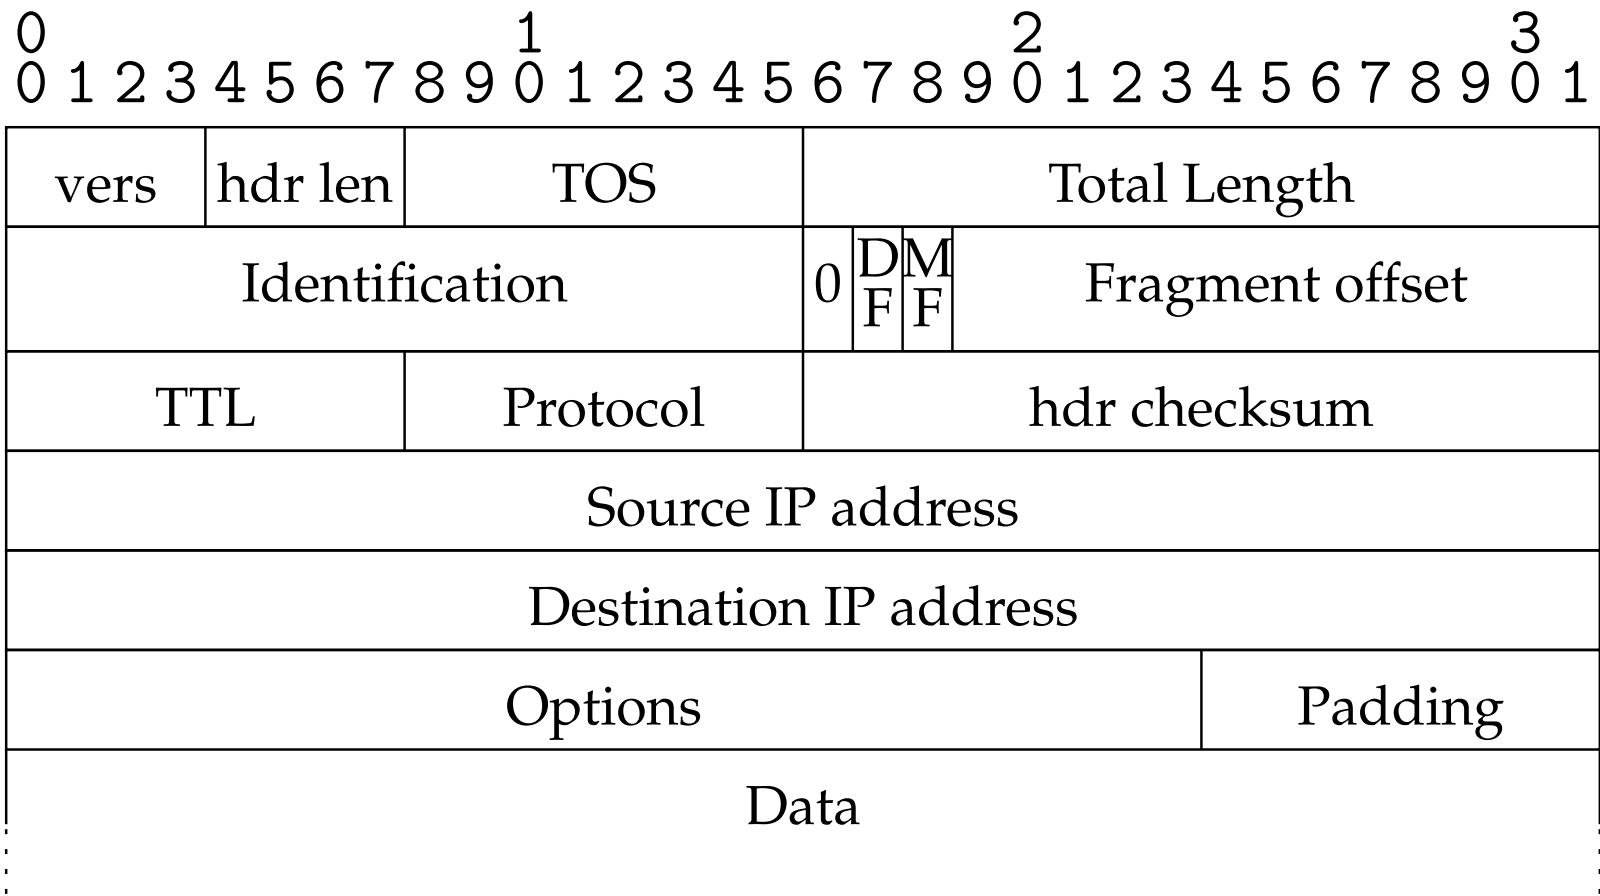 0 1 2 3
0 1 2 3 4 5 6 7 8 9 0 1 2 3 4 5 6 7 8 9 0 1 2 3 4 5 6 7 8 9 0 1
vers hdr len TOS Total Length
Identification 0 DF MF Fragment offset
TTL Protocol hdr checksum
Source IP address
Destination IP address
Options Padding
Data